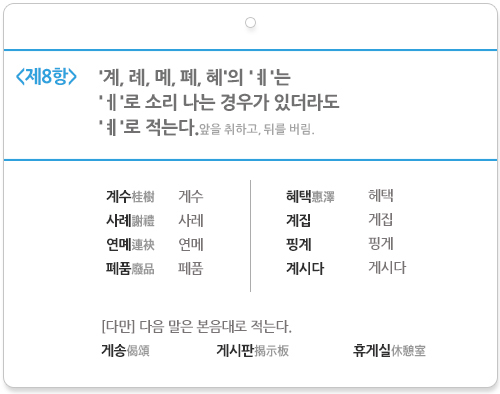 <제8항>
'계, 례, 몌, 폐, 혜'의 'ㅖ'는
'ㅔ'로 소리 나는 경우가 있더라도
'ㅖ'로 적는다.앞을 취하고, 뒤를 버림.
계수桂樹 게수 혜택惠澤 헤택
사례謝禮 사레 계집 게집
연몌連袂 연메 핑계 핑게
폐품廢品 페품 계시다 게시다
[다만] 다음 말은 본음대로 적는다.
게송偈頌 게시판揭示板 휴게실休憩室